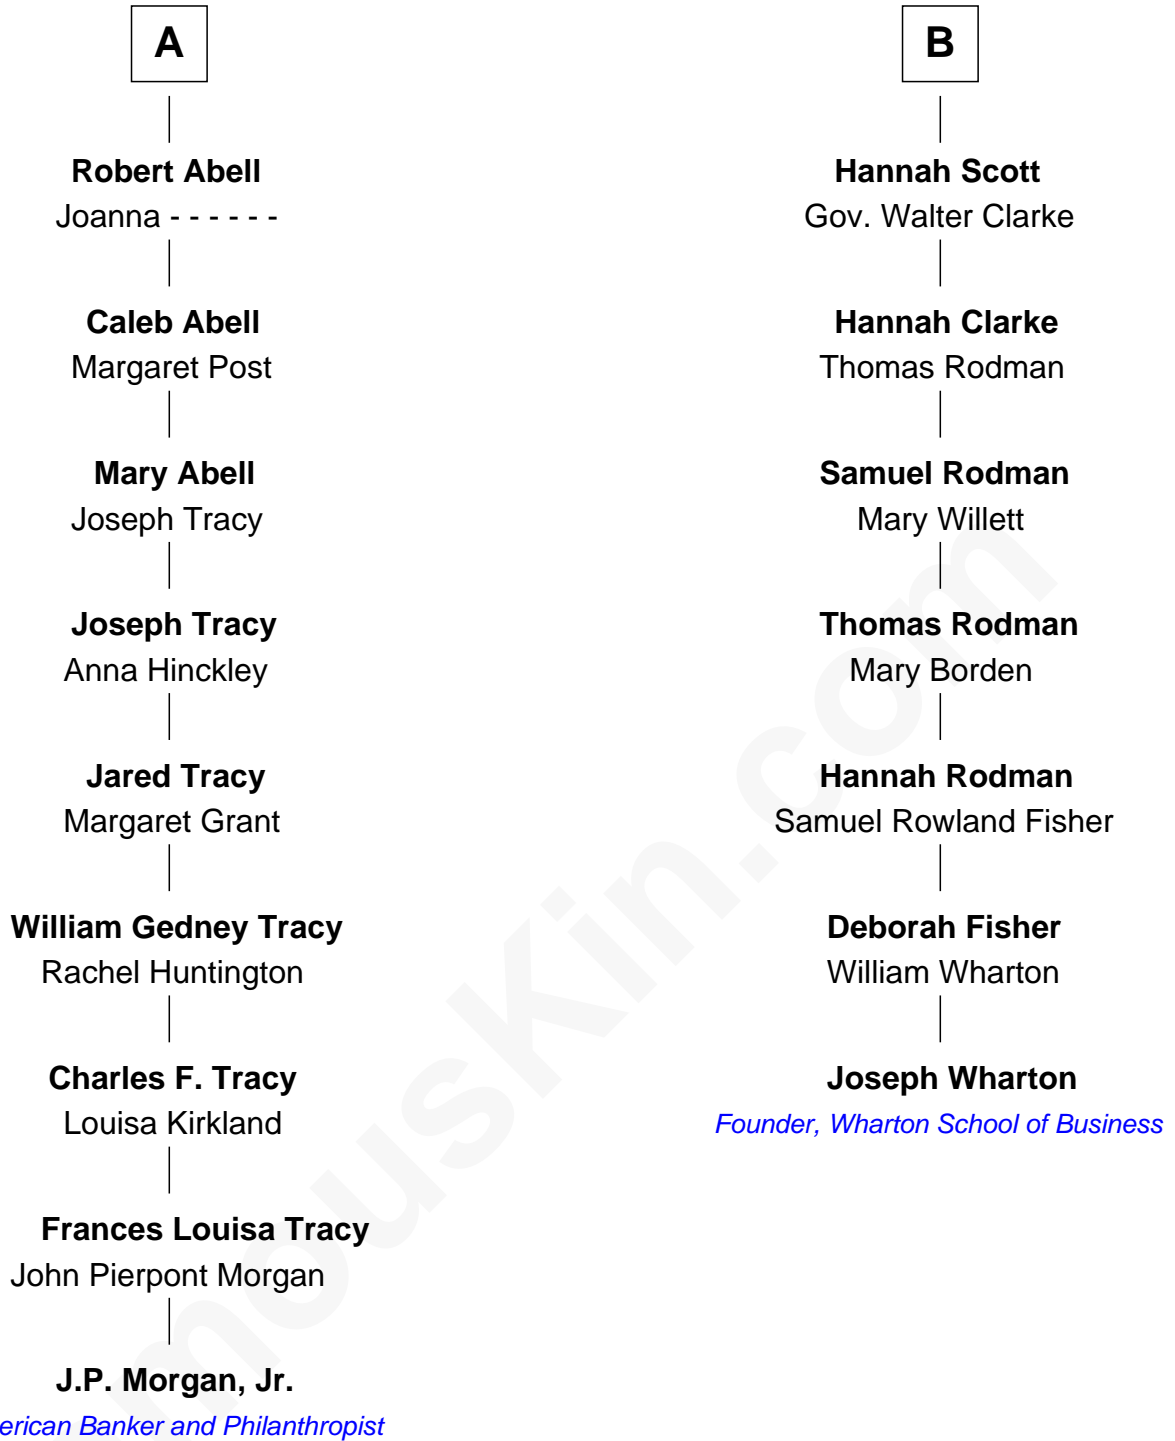 A
Robert Abell
Joanna - - - - - -
Caleb Abell
Margaret Post
Mary Abell
Joseph Tracy
Joseph Tracy
Anna Hinckley
Jared Tracy
Margaret Grant
William Gedney Tracy
Rachel Huntington
Charles F. Tracy
Louisa Kirkland
Frances Louisa Tracy
John Pierpont Morgan
J.P. Morgan, Jr.
erican Banker and Philanthropist
B
Hannah Scott
Gov. Walter Clarke
Hannah Clarke
Thomas Rodman
Samuel Rodman
Mary Willett
Thomas Rodman
Mary Borden
Hannah Rodman
Samuel Rowland Fisher
Deborah Fisher
William Wharton
Joseph Wharton
Founder, Wharton School of Business
mouskin.com